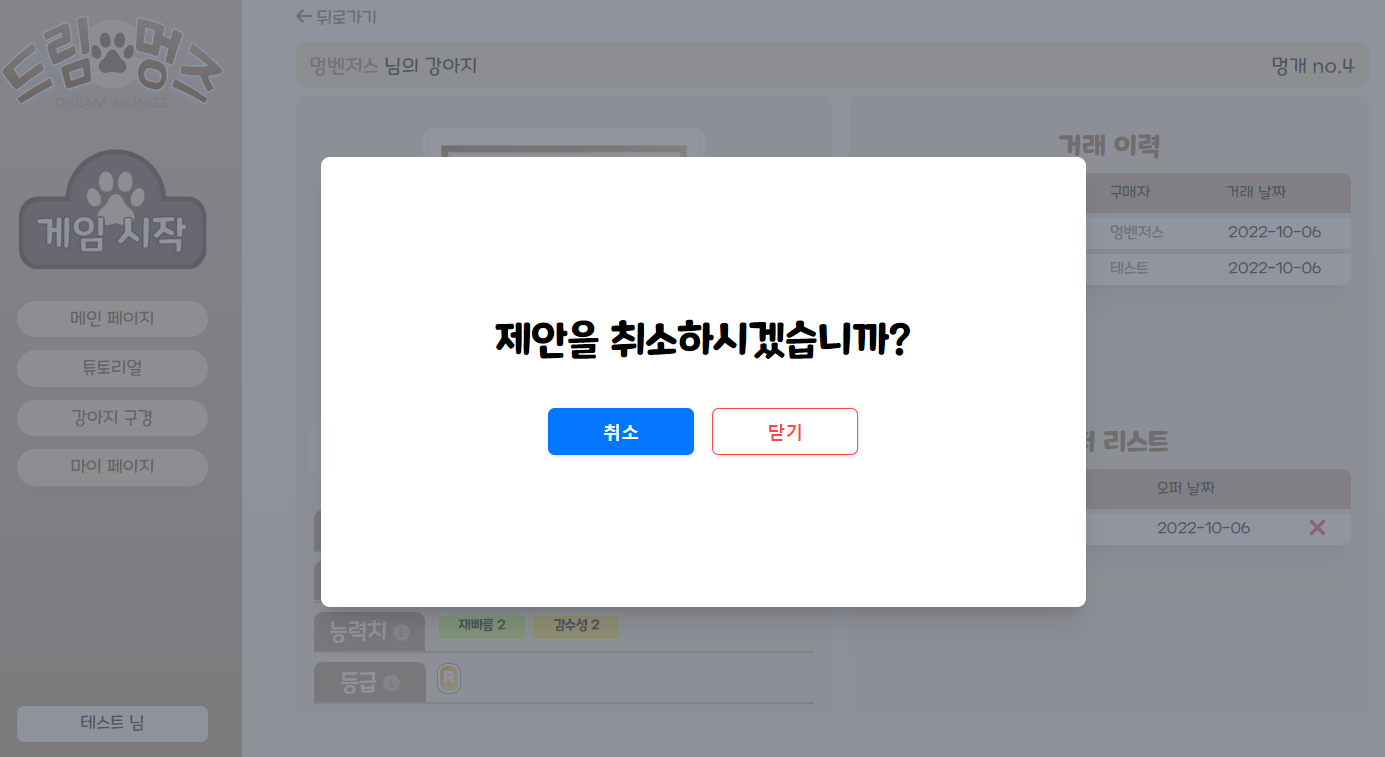 드림 멍즈
DREAM MUNGZ
게임 시작
메인 페이지
튜토리얼
강아지 구경
마이 페이지
테스트 님
뒤로가기
멍벤저스 님의 강아지
멍개 no.4
제안을 취소하시겠습니까?
취소
닫기
능력치
재빠름 2
감수성 2
등급
R
거래 이력
구매자 거래 날짜
멍벤저스 2022-10-06
테스트 2022-10-06
리스트
오퍼 날짜
2022-10-06